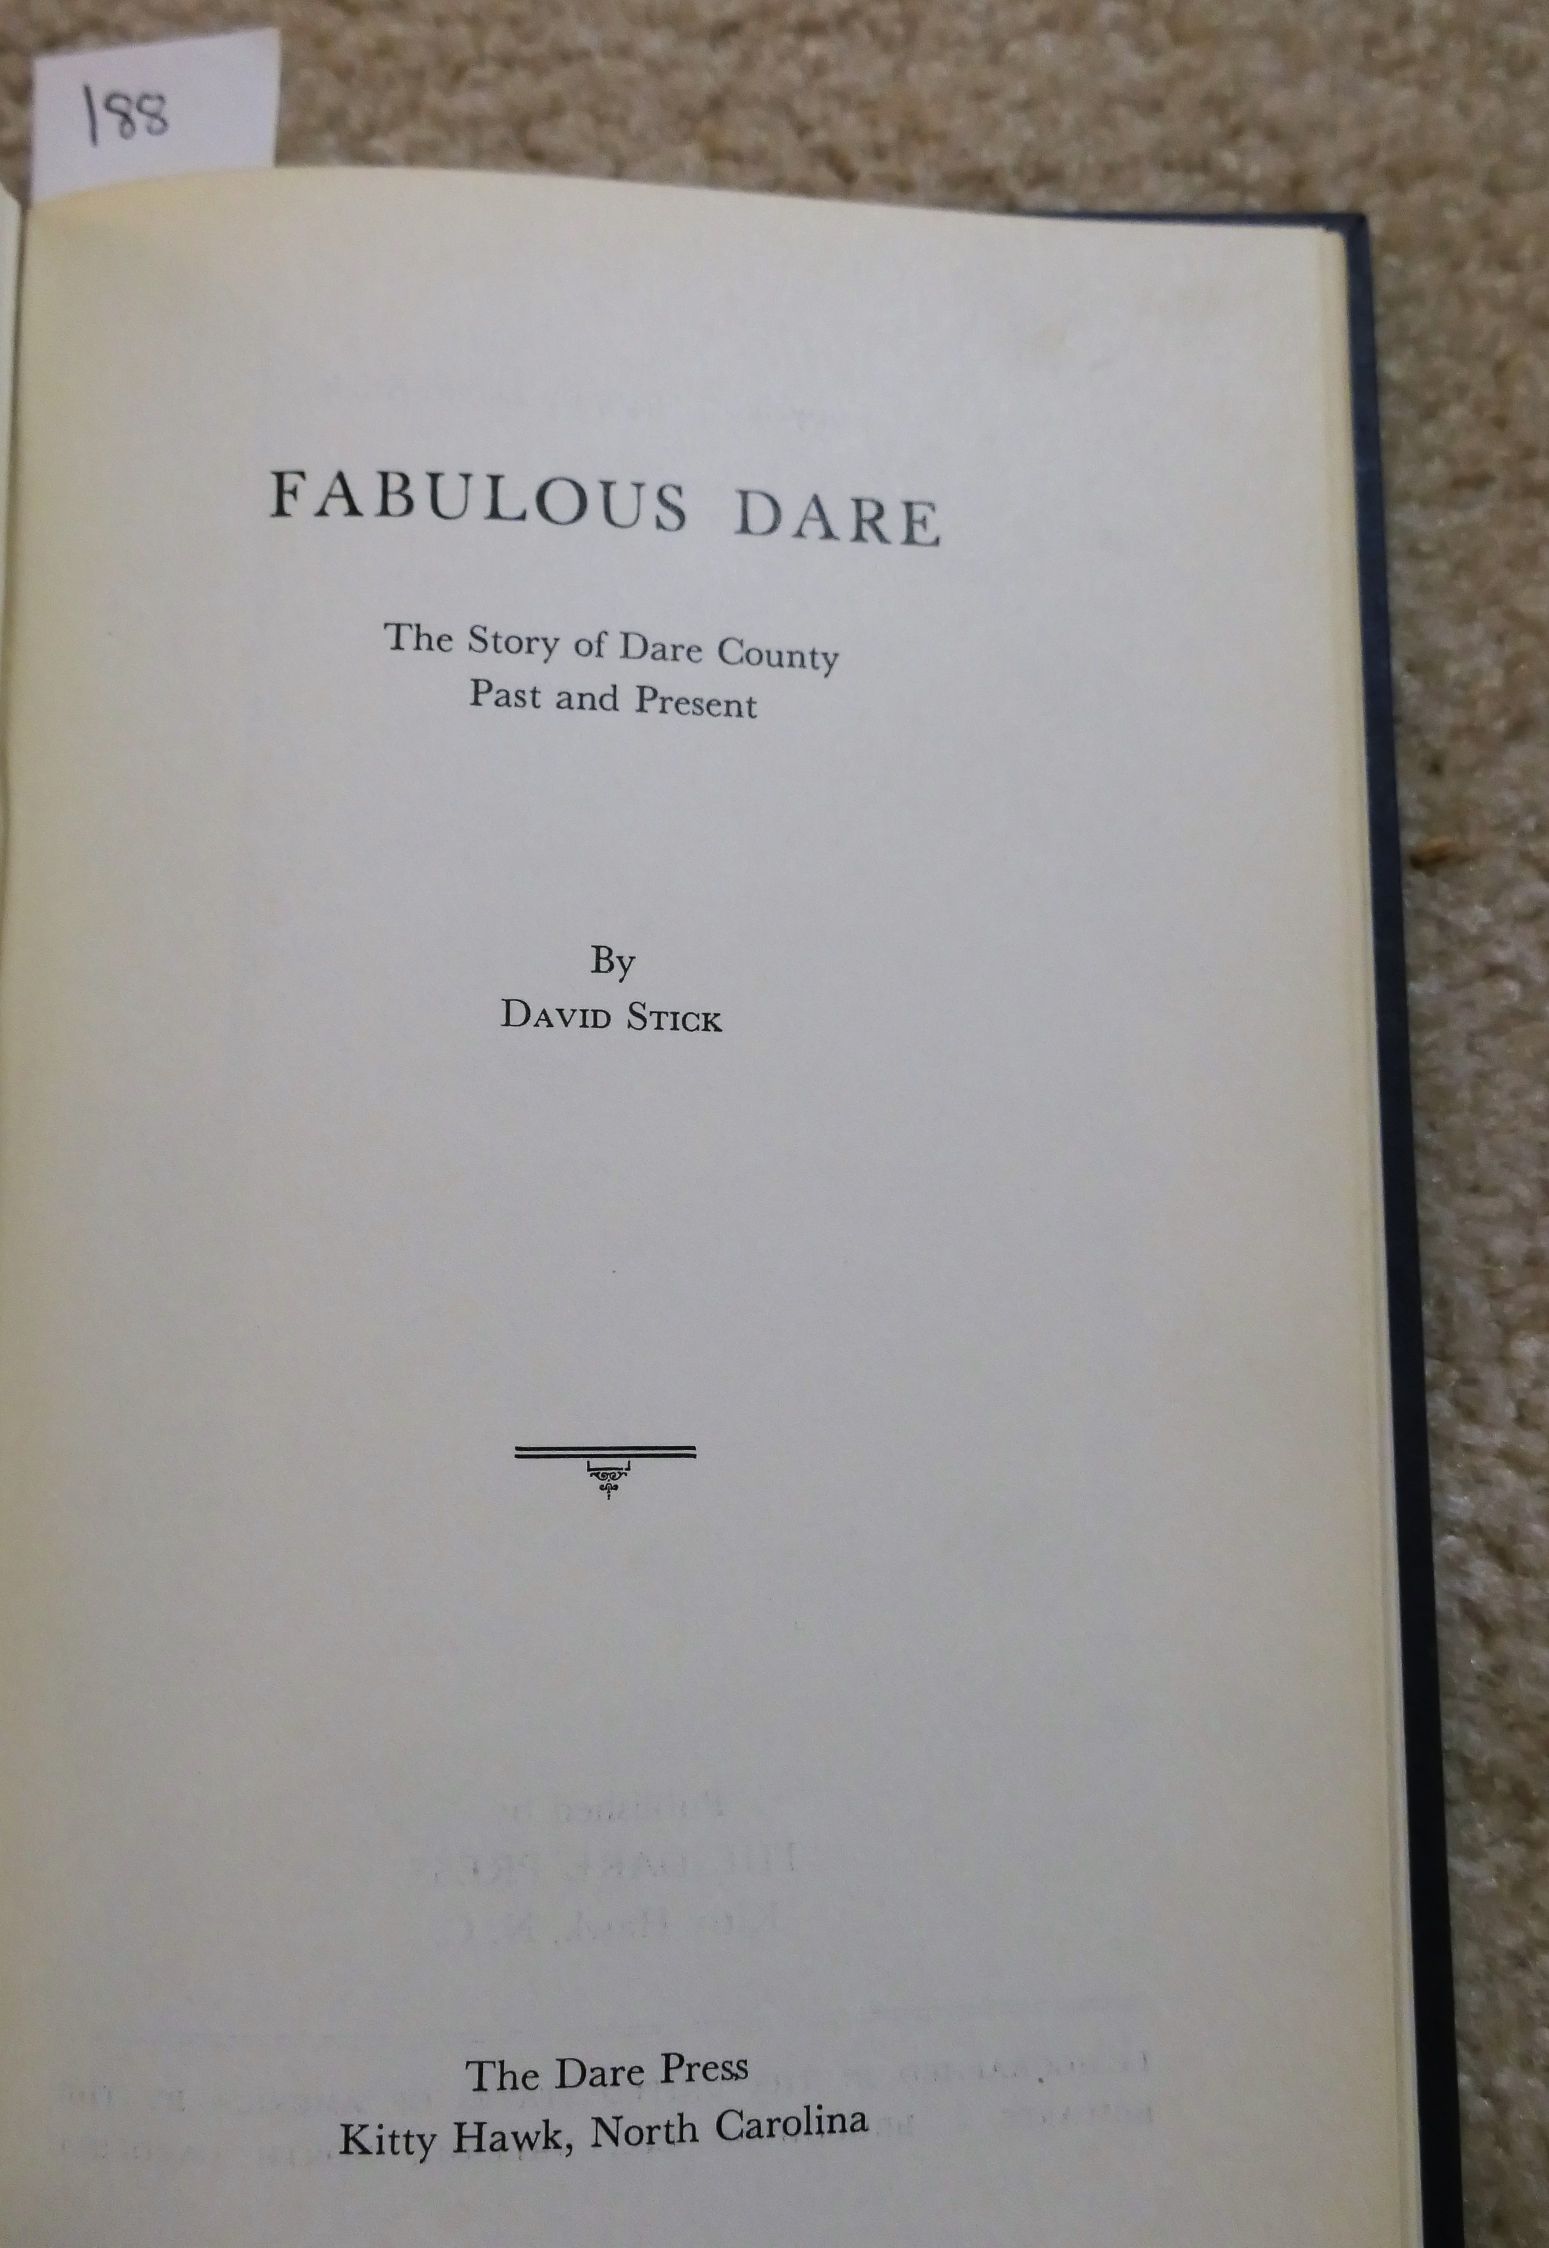 188
FABULOUS DARE
The Story of Dare County
Past and Present
By
DAVID STICK
The Dare Press
Kitty Hawk, North Carolina